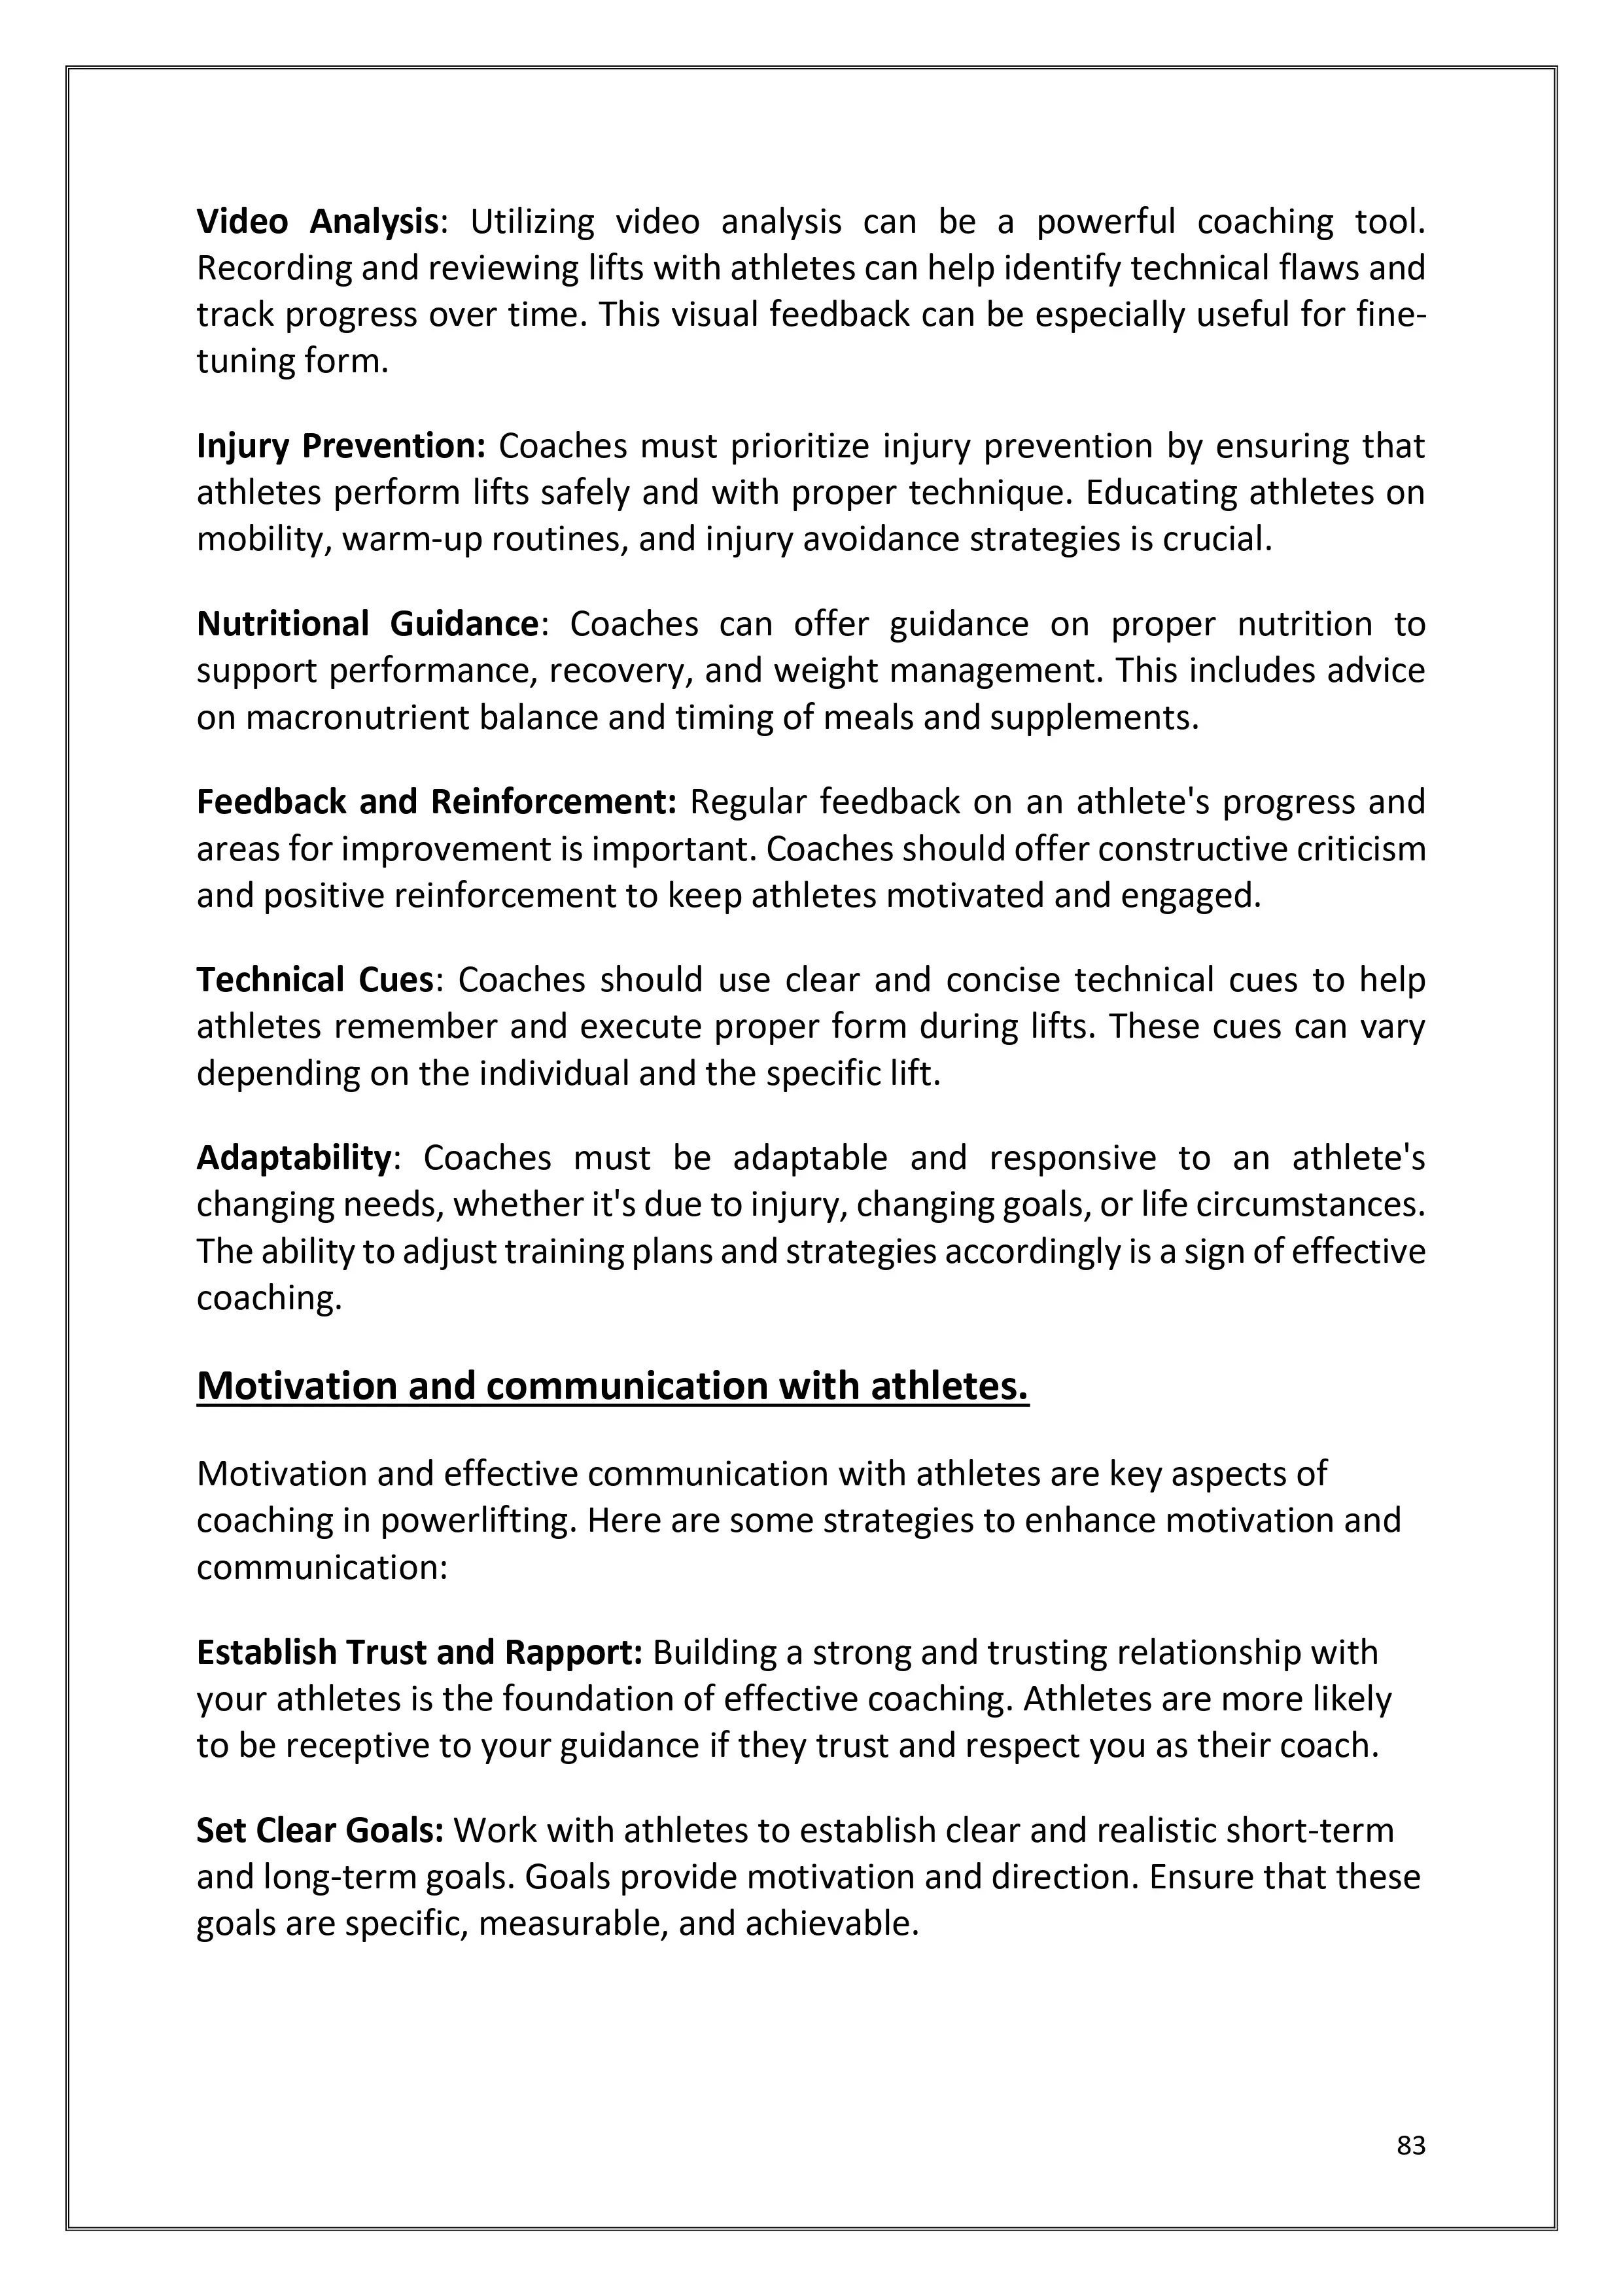 Video Analysis: Utilizing video analysis can be a powerful coaching tool.
Recording and reviewing lifts with athletes can help identify technical flaws and
track progress over time. This visual feedback can be especially useful for fine-
tuning form.
Injury Prevention: Coaches must prioritize injury prevention by ensuring that
athletes perform lifts safely and with proper technique. Educating athletes on
mobility, warm-up routines, and injury avoidance strategies is crucial.
Nutritional Guidance: Coaches can offer guidance on proper nutrition to
support performance, recovery, and weight management. This includes advice
on macronutrient balance and timing of meals and supplements.
Feedback and Reinforcement: Regular feedback on an athlete's progress and
areas for improvement is important. Coaches should offer constructive criticism
and positive reinforcement to keep athletes motivated and engaged.
Technical Cues: Coaches should use clear and concise technical cues to help
athletes remember and execute proper form during lifts. These cues can vary
depending on the individual and the specific lift.
Adaptability: Coaches must be adaptable and responsive to an athlete's
changing needs, whether it's due to injury, changing goals, or life circumstances.
The ability to adjust training plans and strategies accordingly is a sign of effective
coaching.
Motivation and communication with athletes.
Motivation and effective communication with athletes are key aspects of
coaching in powerlifting. Here are some strategies to enhance motivation and
communication:
Establish Trust and Rapport: Building a strong and trusting relationship with
your athletes is the foundation of effective coaching. Athletes are more likely
to be receptive to your guidance if they trust and respect you as their coach.
Set Clear Goals: Work with athletes to establish clear and realistic short-term
and long-term goals. Goals provide motivation and direction. Ensure that these
goals are specific, measurable, and achievable.
83